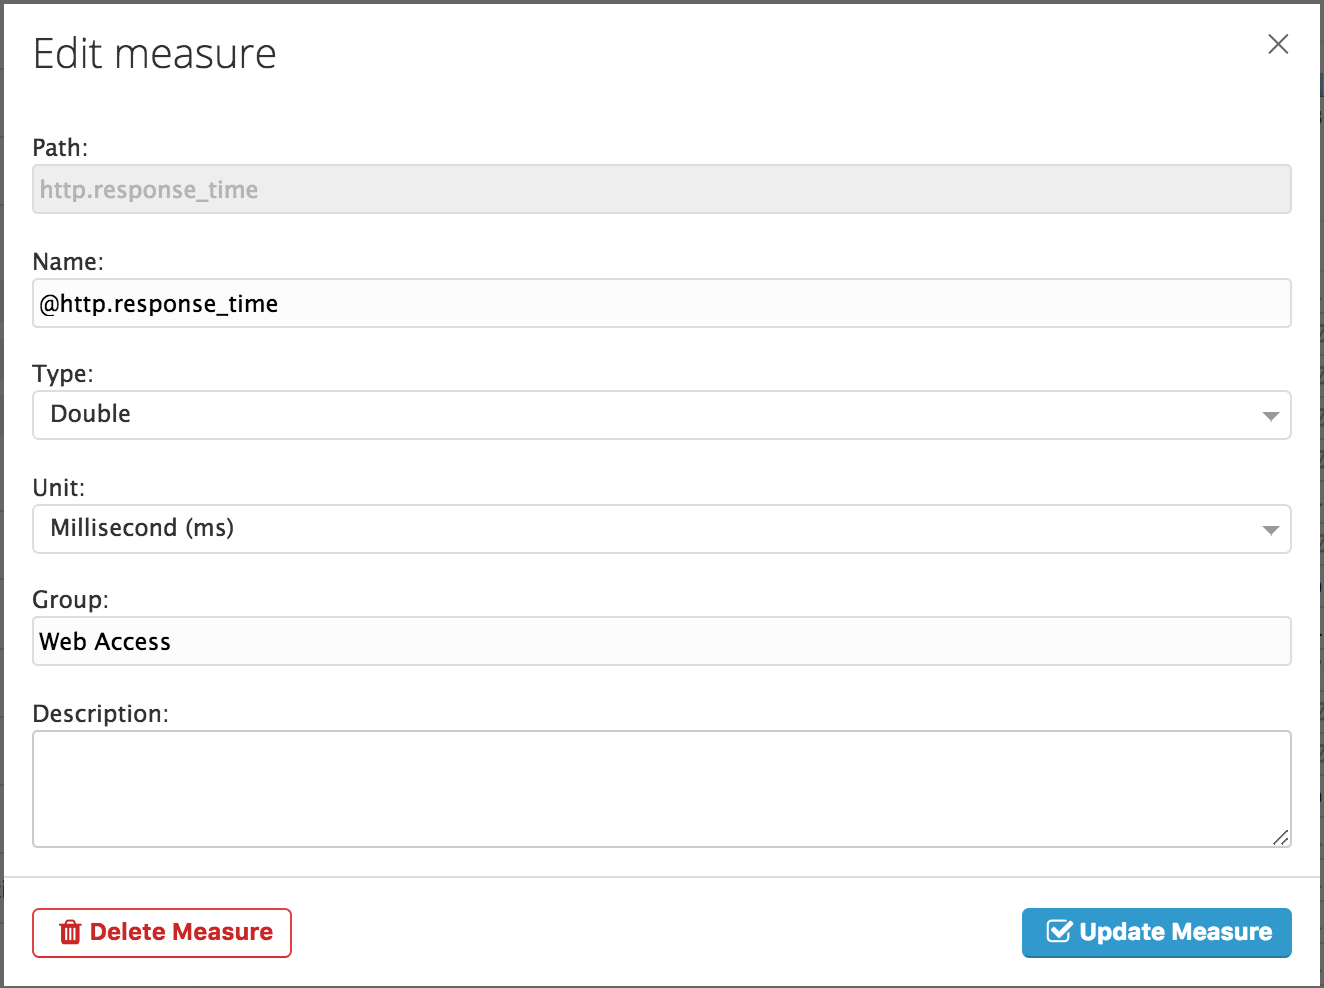 Edit measure
Path:
http.response_time
Name:
@http.response_time
Type:
Double
Unit:
Millisecond (ms)
Group:
Web Access
Description:
Delete Measure
Update Measure